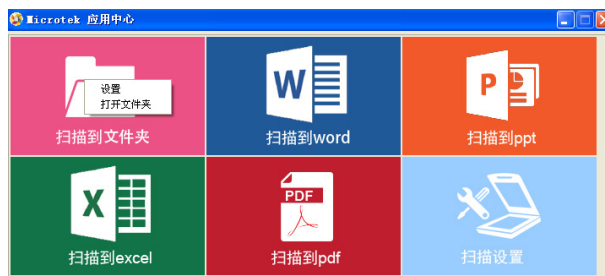 Microtek 应用中心
设置
打开文件夹
扫描到文件夹
W
扫描到word
P
扫描到ppt
X
扫描到excel
PDF
扫描到pdf
扫描设置